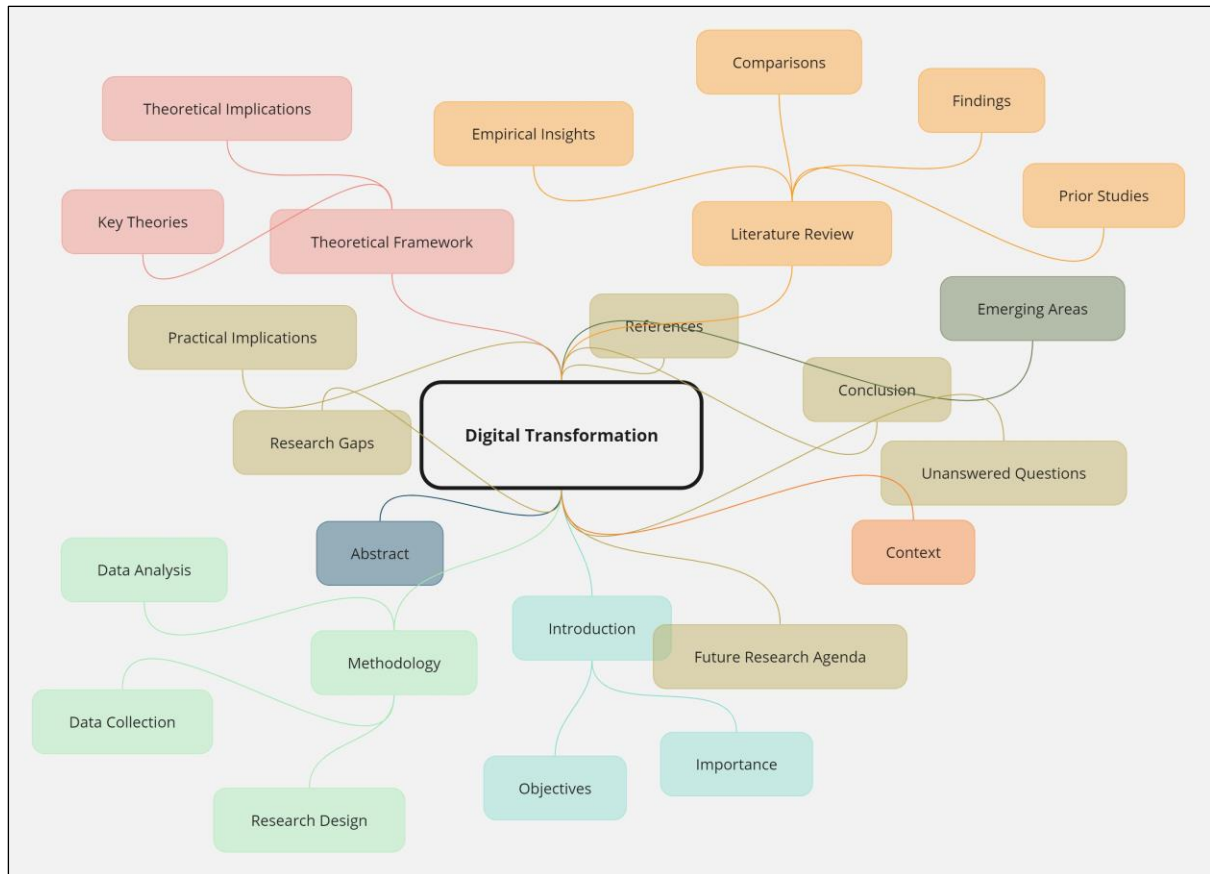 Comparisons
Theoretical Implications
Findings
Empirical Insights
Prior Studies
Key Theories
Theoretical Framework
Literature Review
Emerging Areas
References
Practical Implications
Conclusion
Digital Transformation
Research Gaps
Unanswered Questions
Abstract
Context
Data Analysis
Introduction
Methodology
Future Research Agenda
Data Collection
Importance
Objectives
Research Design